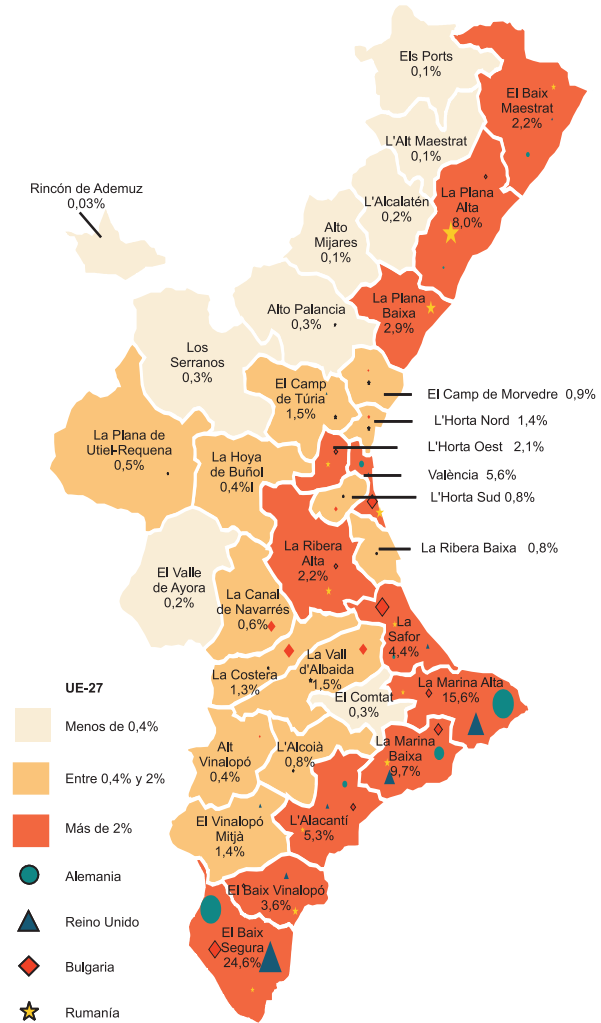 Els Ports
0,1%
El Baix
Maestrat
2,2%
L'Alt Maestrat
0,1%
Rincón de Ademuz
0,03%
L'Alcalatén
0,2%
La Plana
Alta
8,0%
Alto
Mijares
0,1%
La Plana
Baixa
2,9%
Alto Palancia
0,3%
Los
Serranos
0,3%
El Camp
de Túria
1,5%
El Camp de Morvedre 0,9%
L'Horta Nord 1,4%
L'Horta Oest 2,1%
València 5,6%
L'Horta Sud 0,8%
La Plana de
Utiel-Requena
0,5%
La Hoya
de Buñol
0,4%l
La Ribera
Alta
2,2%
La Ribera Baixa 0,8%
El Valle
de Ayora
0,2%
La Canal
de Navarrés
0,6%
La
Safor
4,4%
La Vall
d'Albaida
1,5%
La Costera
1,3%
El Comtat
0,3%
La Marina Alta
15,6%
La Marina
Baixa
9,7%
Alt
Vinalopó
0,4%
L'Alcoià
0,8%
El Vinalopó
Mitjà
1,4%
L'Alacantí
5,3%
El Baix Vinalopó
3,6%
El Baix
Segura
24,6%
UE-27
Menos de 0,4%
Entre 0,4% y 2%
Más de 2%
Alemania
Reino Unido
Bulgaria
Rumanía